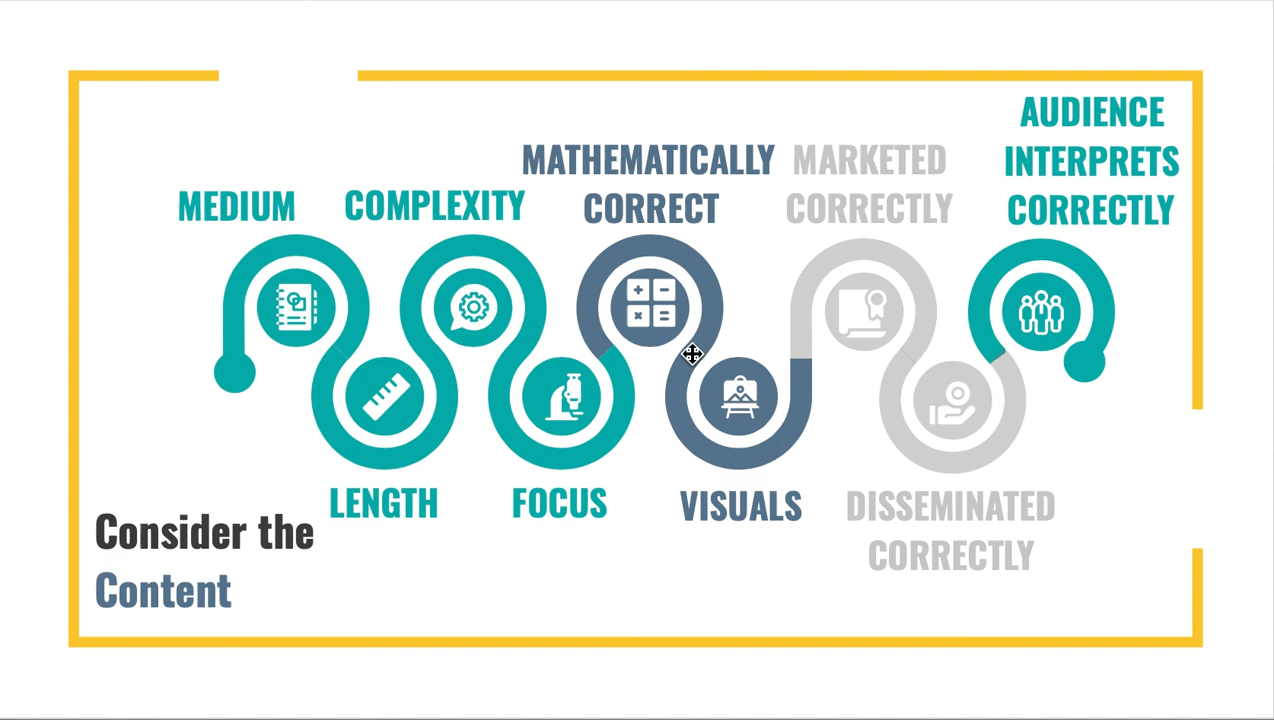 MEDIUM
COMPLEXITY
MATHEMATICALLY
CORRECT
MARKETED
CORRECTLY
AUDIENCE
INTERPRETS
CORRECTLY
LENGTH
FOCUS
VISUALS
DISSEMINATED
CORRECTLY
Consider the
Content